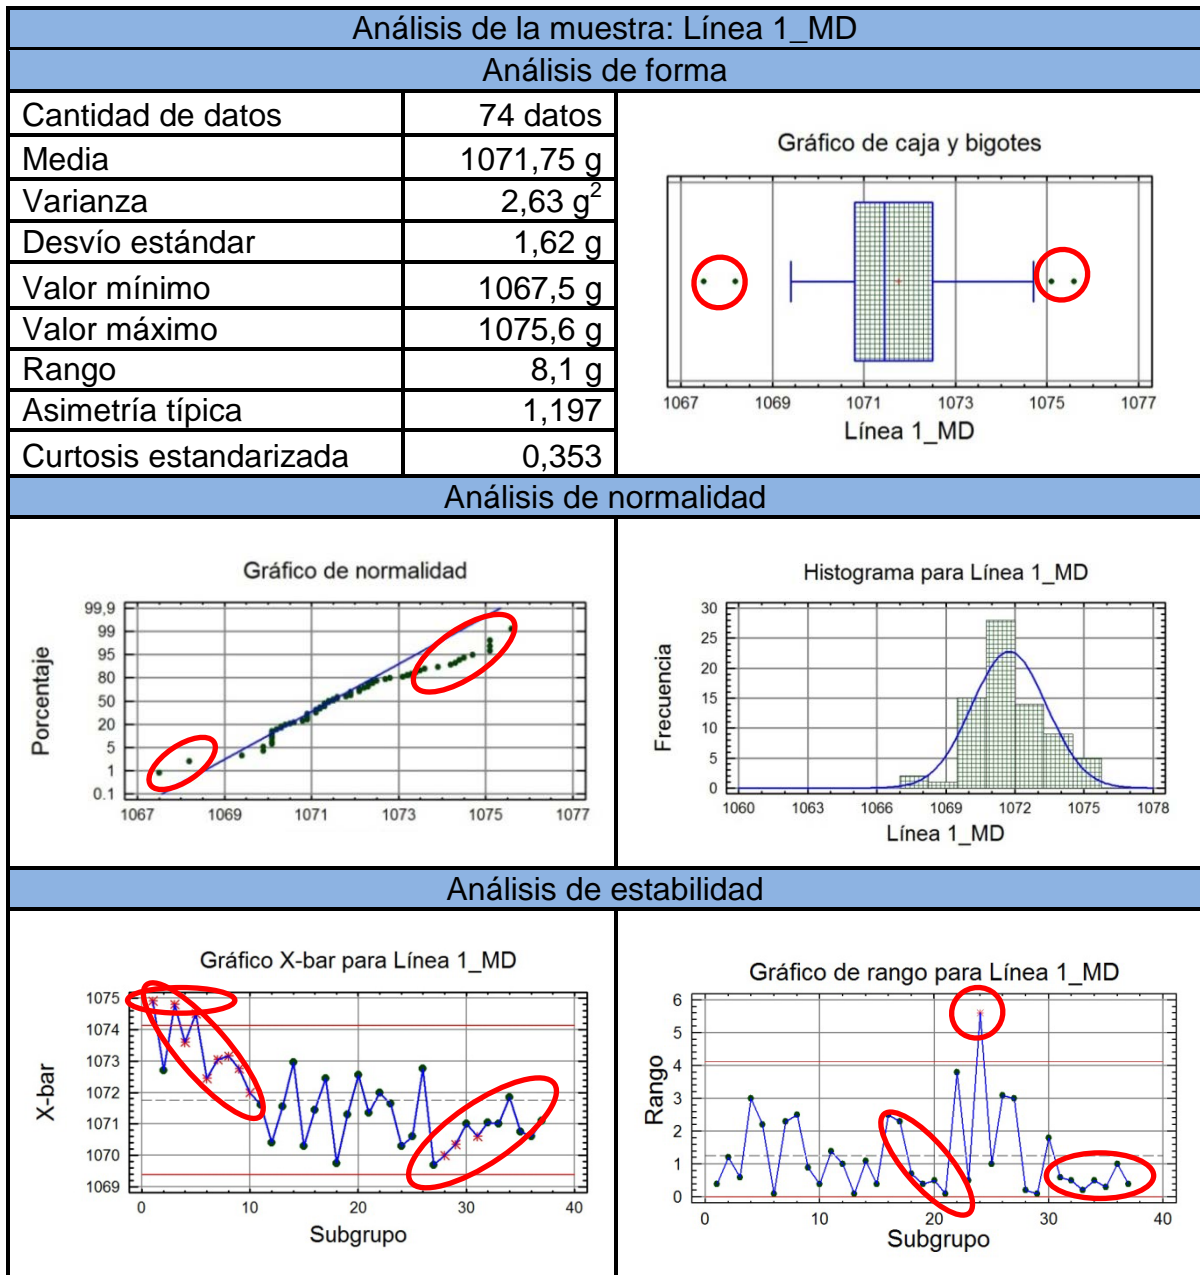 Análisis de la muestra: Línea 1_MD
Análisis de forma
Cantidad de datos 74 datos
Media 1071,75 g
Varianza 2,63 g²
Desvío estándar 1,62 g
Valor mínimo 1067,5 g
Valor máximo 1075,6 g
Rango 8,1 g
Asimetría típica 1,197
Curtosis estandarizada 0,353
Gráfico de caja y bigotes
1067 1069 1071 1073 1075 1077
Línea 1_MD
Análisis de normalidad
Gráfico de normalidad
Porcentaje
99,9
99
95
80
50
20
5
1
0.1
1067 1069 1071 1073 1075 1077
Histograma para Línea 1_MD
Frecuencia
30
25
20
15
10
5
0
1060 1063 1066 1069 1072 1075 1078
Línea 1_MD
Análisis de estabilidad
Gráfico X-bar para Línea 1_MD
X-bar
1075
1074
1073
1072
1071
1070
1069
0 10 20 30 40
Subgrupo
Gráfico de rango para Línea 1_MD
Rango
6
5
4
3
2
1
0
0 10 20 30 40
Subgrupo